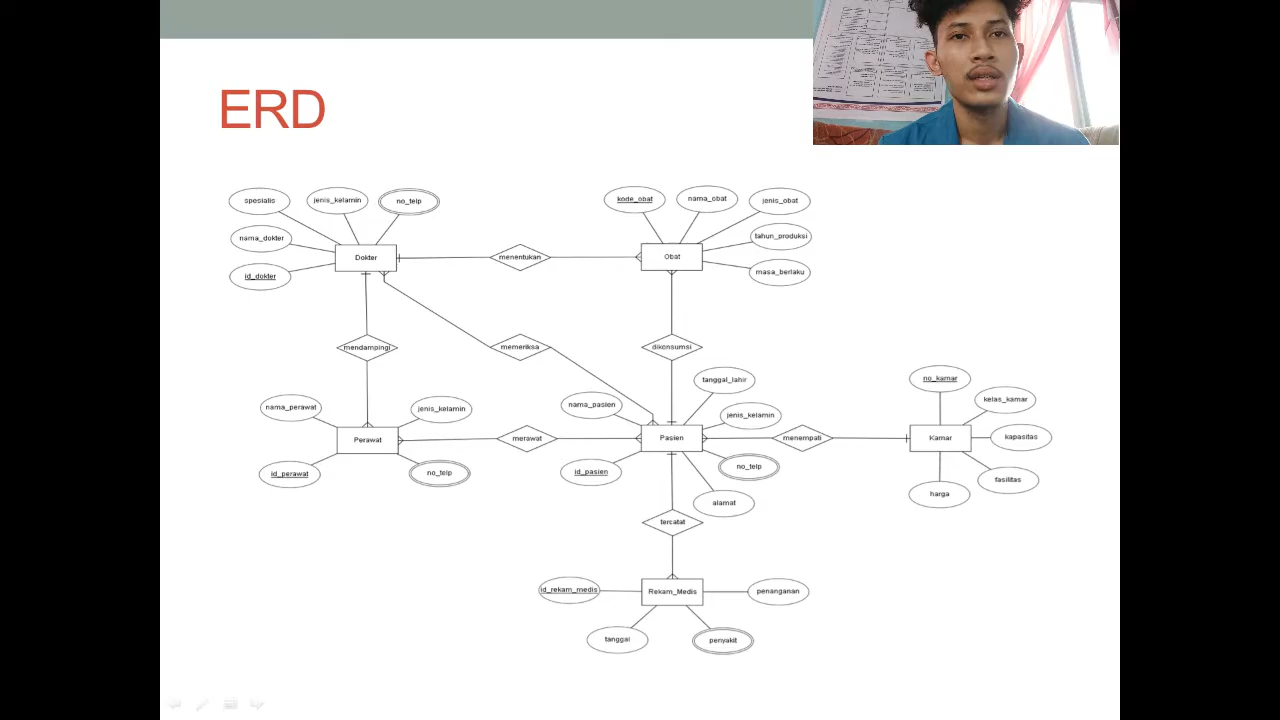 ERD
spesialis
jenis_kelamin
no_telp
nama_dokter
id_dokter
Dokter
menentukan
kode_obat
nama_obat
jenis_obat
tahun_produksi
masa_berlaku
Obat
mendampingi
memeriksa
dikonsumsi
nama_perawat
jenis_kelamin
Perawat
id_perawat
no_telp
merawat
nama_pasien
tanggal_lahir
jenis_kelamin
Pasien
id_pasien
no_telp
alamat
menempati
no_kamar
kelas_kamar
Kamar
kapasitas
fasilitas
harga
tercatat
id_rekam_medis
Rekam_Medis
penanganan
tanggal
penyakit